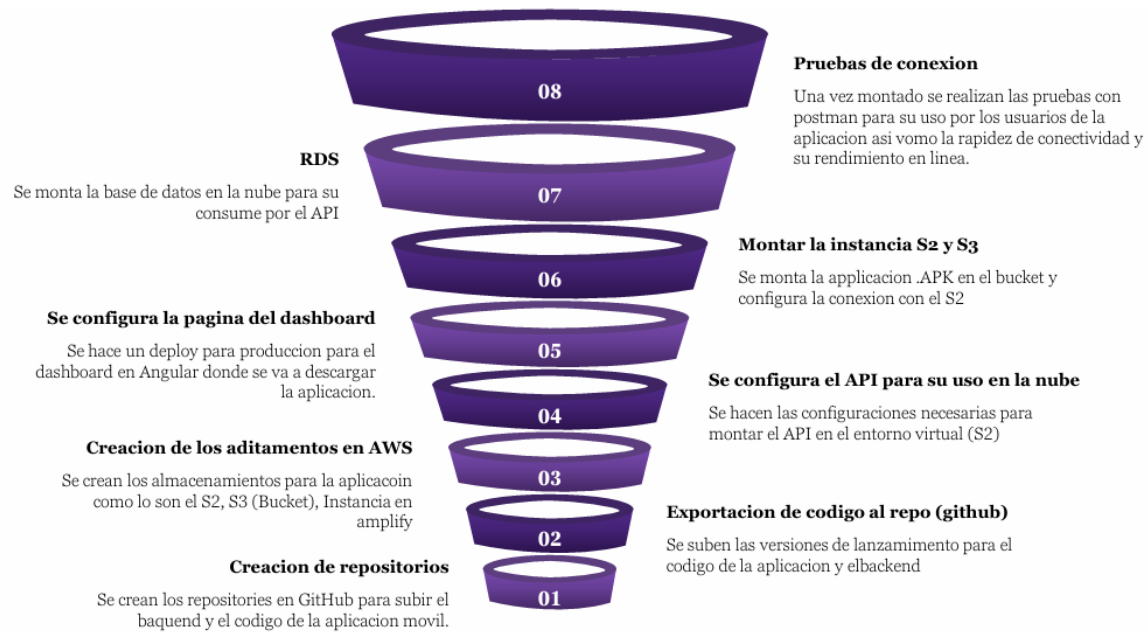 08
Pruebas de conexion
Una vez montado se realizan las pruebas con
postman para su uso por los usuarios de la
aplicacion asi vomo la rapidez de conectividad y
su rendimiento en linea.
RDS
Se monta la base de datos en la nube para su
consume por el API
07
Montar la instancia S2 y S3
Se monta la applicacion .APK en el bucket y
configura la conexion con el S2
06
Se configura la pagina del dashboard
Se hace un deploy para produccion para el
dashboard en Angular donde se va a descargar
la aplicacion.
05
Se configura el API para su uso en la nube
Se hacen las configuraciones necesarias para
montar el API en el entorno virtual (S2)
04
Creacion de los aditamentos en AWS
Se crean los almacenamientos para la aplicacoin
como lo son el S2, S3 (Bucket), Instancia en
amplify
03
Exportacion de codigo al repo (github)
Se suben las versiones de lanzamimento para el
codigo de la aplicacion y elbackend
02
Creacion de repositorios
Se crean los repositories en GitHub para subir el
baquend y el codigo de la aplicacion movil.
01